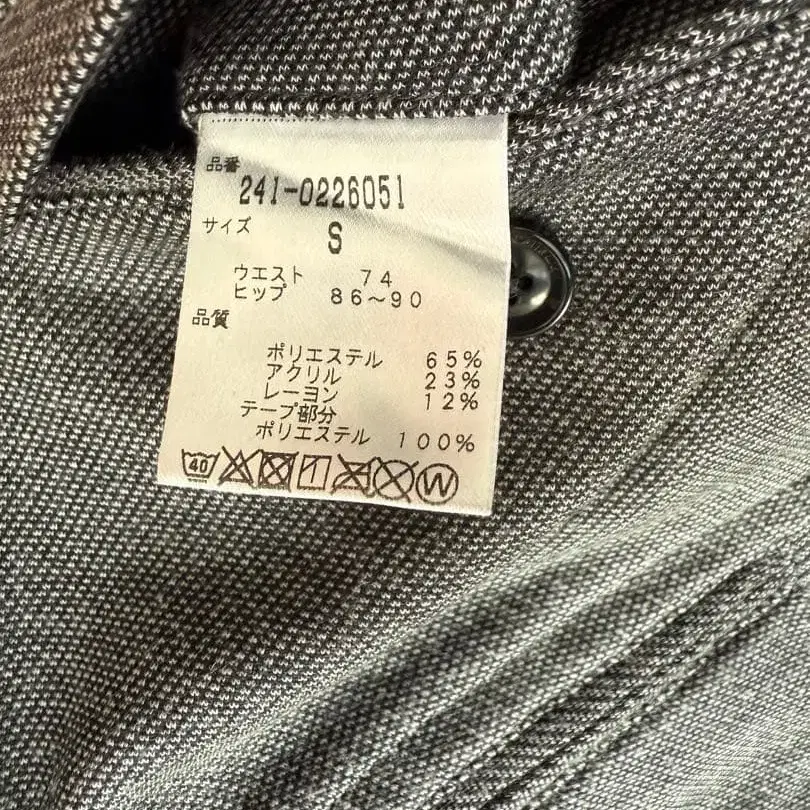 品番
241-0226051
サイズ
S
ウエスト 74
ヒップ 86~90
品質
ポリエステル 65%
アクリル 23%
レーヨン 12%
テープ部分
ポリエステル 100%
40
W